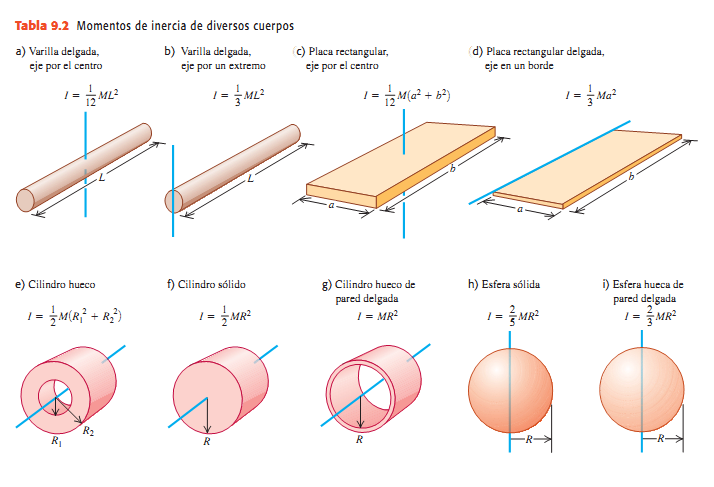 Tabla 9.2 Momentos de inercia de diversos cuerpos
a) Varilla delgada,
eje por el centro
I = 1/12 ML²
L
b) Varilla delgada,
eje por un extremo
I = 1/3 ML²
L
c) Placa rectangular,
eje por el centro
I = 1/12 M(a² + b²)
b
a
d) Placa rectangular delgada,
eje en un borde
I = 1/3 Ma²
b
a
e) Cilindro hueco
I = 1/2 M(R₁² + R₂²)
R₂
R₁
f) Cilindro sólido
I = 1/2 MR²
R
g) Cilindro hueco de
pared delgada
I = MR²
R
h) Esfera sólida
I = 2/5 MR²
R
i) Esfera hueca de
pared delgada
I = 2/3 MR²
R